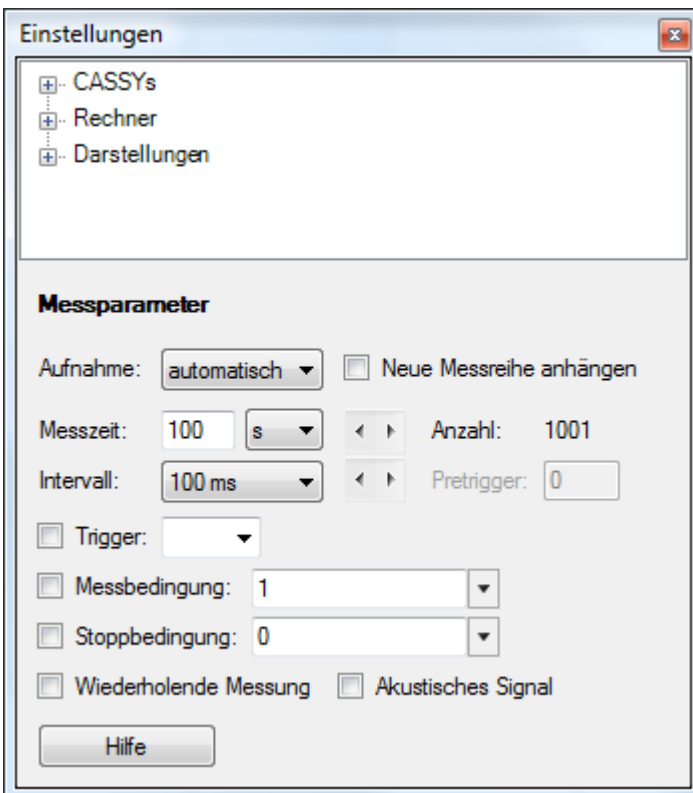 Einstellungen
CASSYs
Rechner
Darstellungen
Messparameter
Aufnahme: automatisch Neue Messreihe anhängen
Messzeit: 100 s Anzahl: 1001
Intervall: 100 ms Pretrigger: 0
Trigger:
Messbedingung: 1
Stoppbedingung: 0
Wiederholende Messung Akustisches Signal
Hilfe